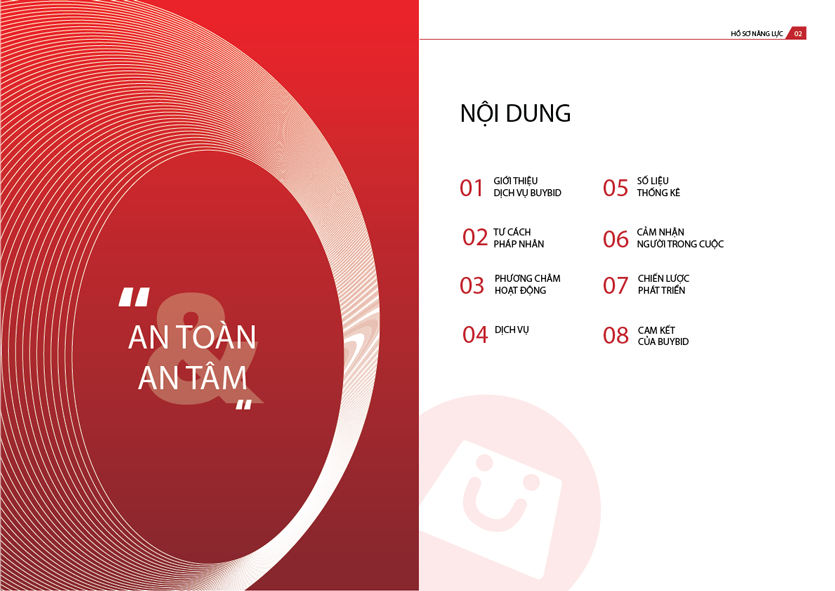 “
&
AN TOÀN
AN TÂM
”
HỒ SƠ NĂNG LỰC 02
NỘI DUNG
01 GIỚI THIỆU
DỊCH VỤ BUYBID
02 TƯ CÁCH
PHÁP NHÂN
03 PHƯƠNG CHÂM
HOẠT ĐỘNG
04 DỊCH VỤ
05 SỐ LIỆU
THỐNG KÊ
06 CẢM NHẬN
NGƯỜI TRONG CUỘC
07 CHIẾN LƯỢC
PHÁT TRIỂN
08 CAM KẾT
CỦA BUYBID